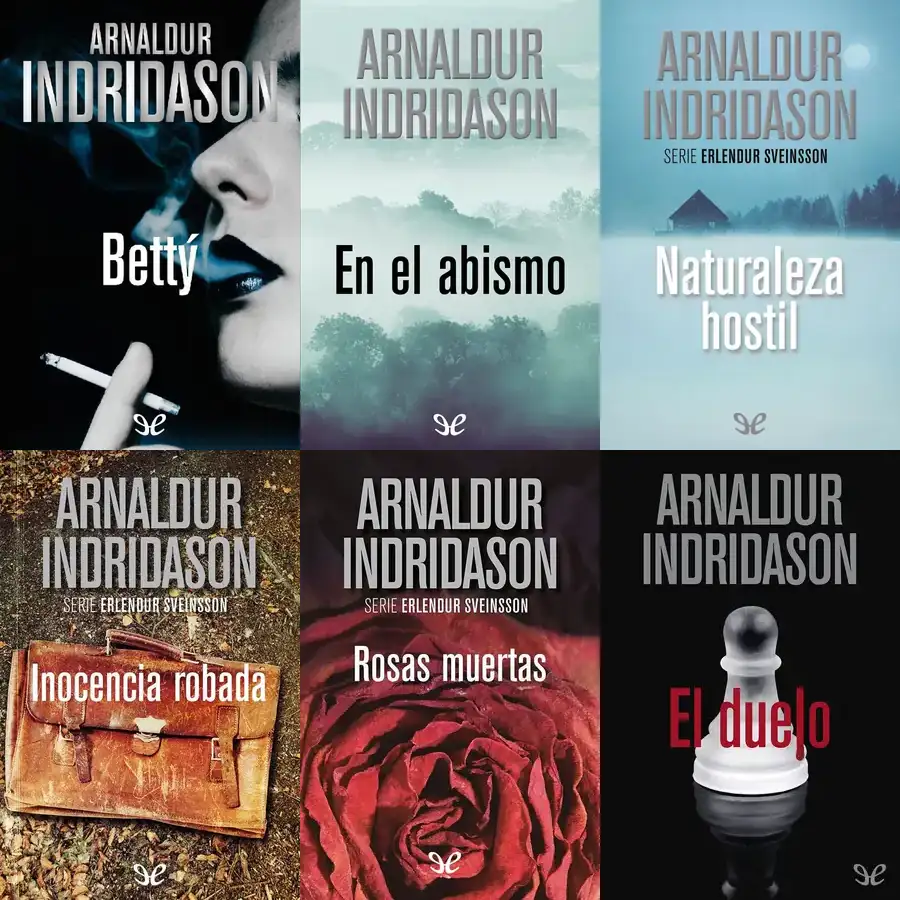 ARNALDUR
INDRIDASON
Bettý
ARNALDUR
INDRIDASON
En el abismo
ARNALDUR
INDRIDASON
SERIE ERLENDUR SVEINSSON
Naturaleza
hostil
ARNALDUR
INDRIDASON
SERIE ERLENDUR SVEINSSON
Inocencia robada
ARNALDUR
INDRIDASON
SERIE ERLENDUR SVEINSSON
Rosas muertas
ARNALDUR
INDRIDASON
El duelo